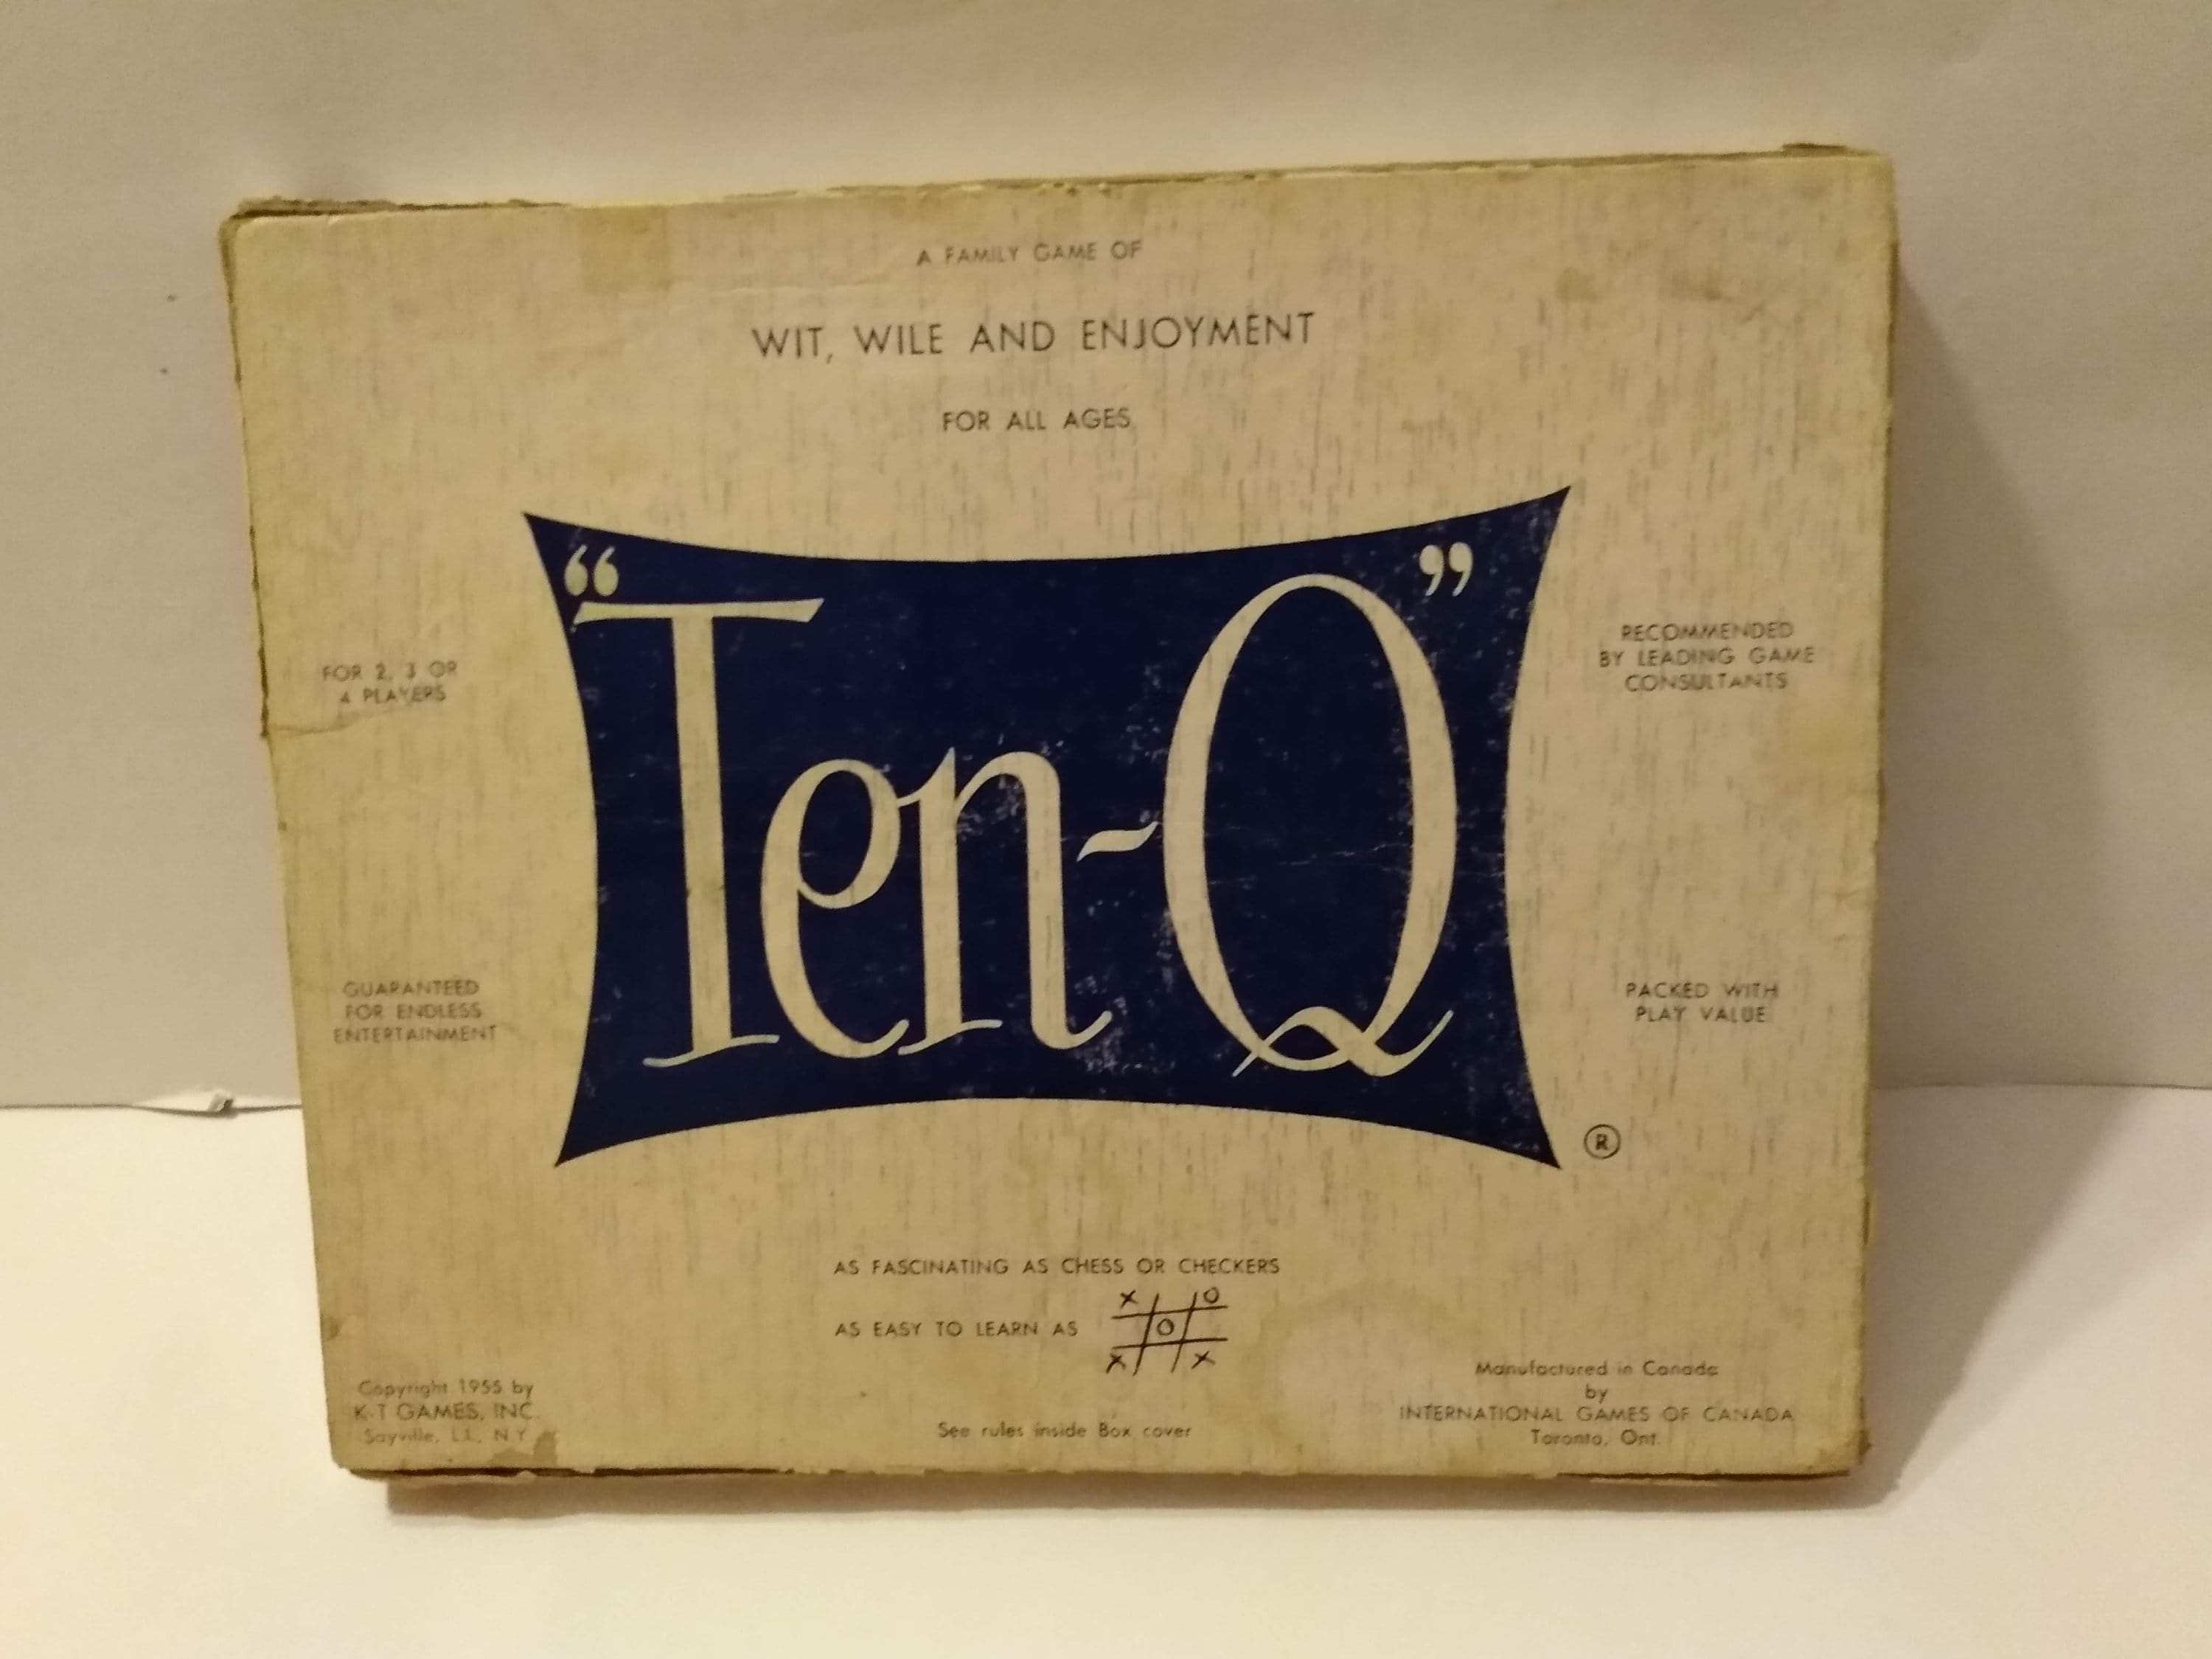 A FAMILY GAME OF
WIT, WILE AND ENJOYMENT
FOR ALL AGES
“Ten-Q”
®
FOR 2, 3 OR
4 PLAYERS
RECOMMENDED
BY LEADING GAME
CONSULTANTS
GUARANTEED
FOR ENDLESS
ENTERTAINMENT
PACKED WITH
PLAY VALUE
AS FASCINATING AS CHESS OR CHECKERS
AS EASY TO LEARN AS
X O
O
X X
Copyright 1955 by
K-T GAMES, INC.
Sayville, L.I., N.Y.
See rules inside Box cover
Manufactured in Canada
by
INTERNATIONAL GAMES OF CANADA
Toronto, Ont.